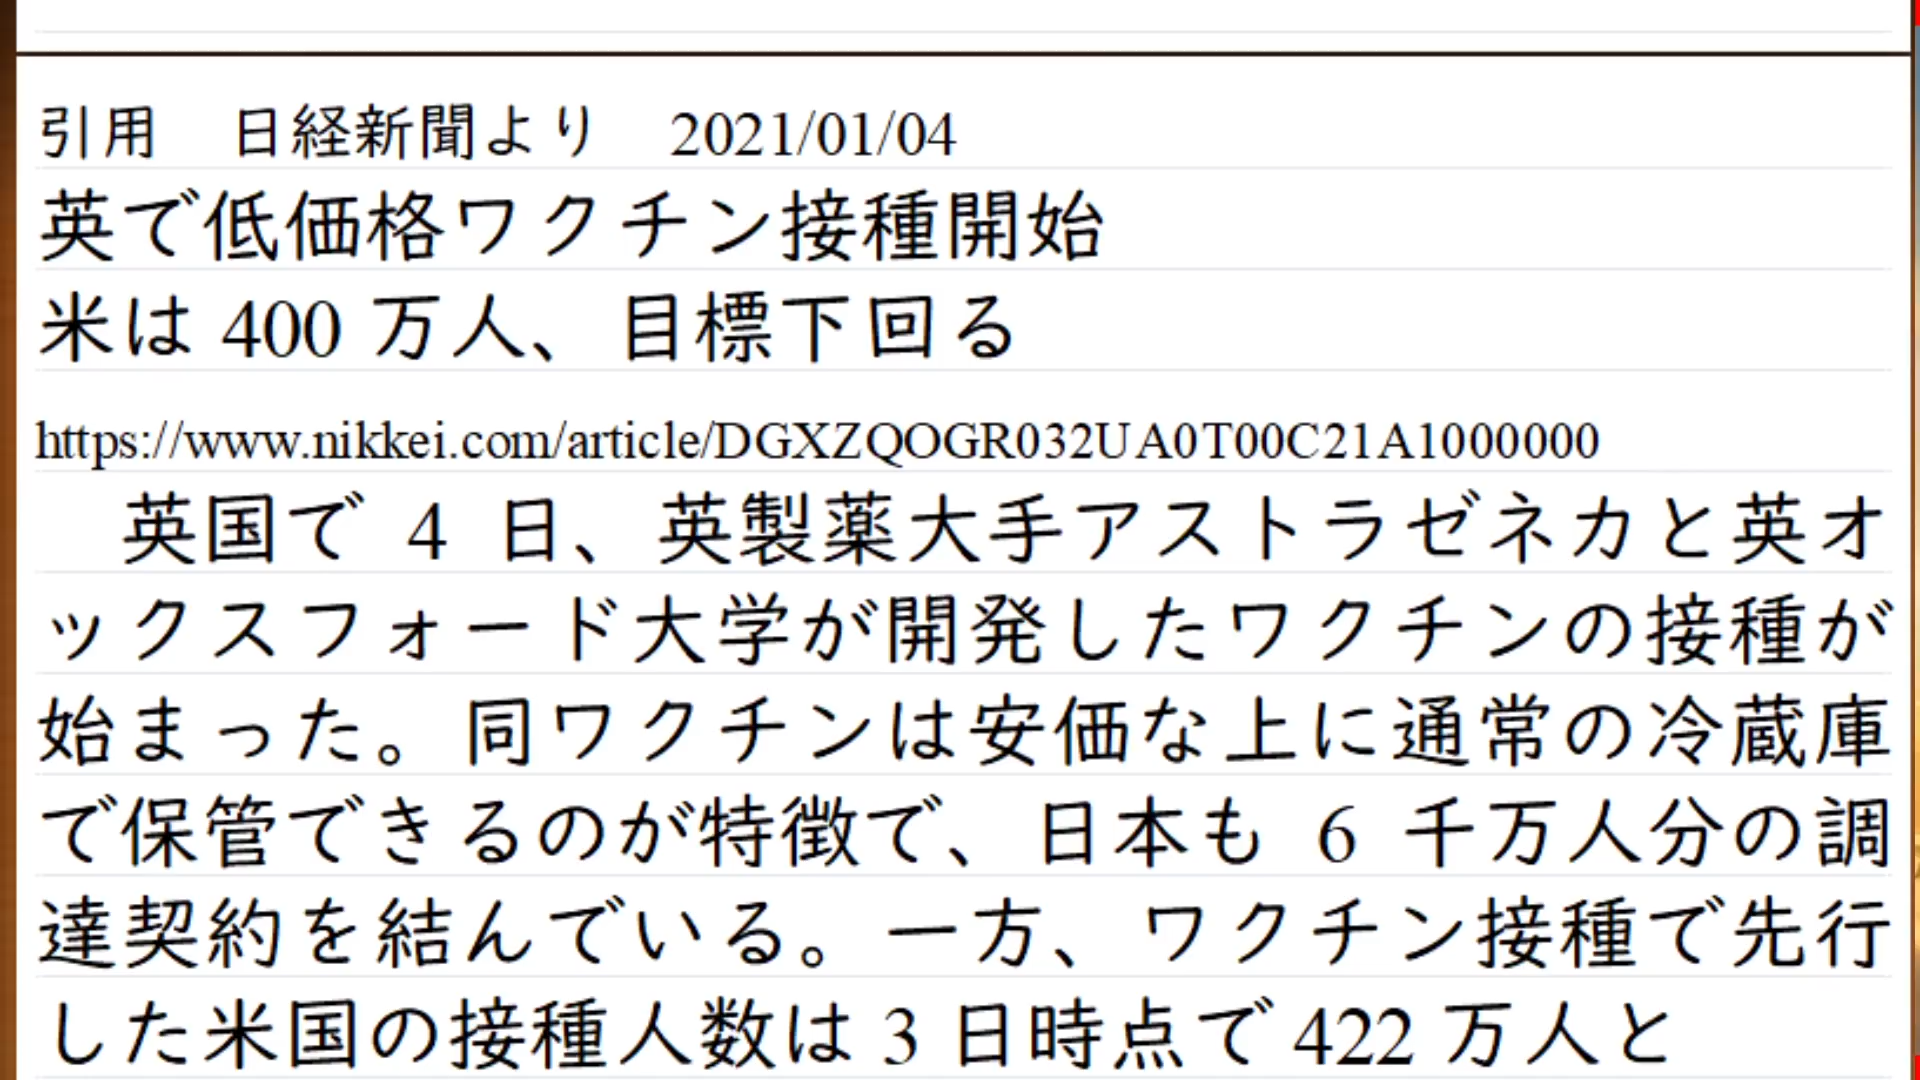 引用　日経新聞より　2021/01/04
英で低価格ワクチン接種開始
米は 400 万人、目標下回る
https://www.nikkei.com/article/DGXZQOGR032UA0T00C21A1000000
　英国で 4 日、英製薬大手アストラゼネカと英オ
ックスフォード大学が開発したワクチンの接種が
始まった。同ワクチンは安価な上に通常の冷蔵庫
で保管できるのが特徴で、日本も 6 千万人分の調
達契約を結んでいる。一方、ワクチン接種で先行
した米国の接種人数は 3 日時点で 422 万人と